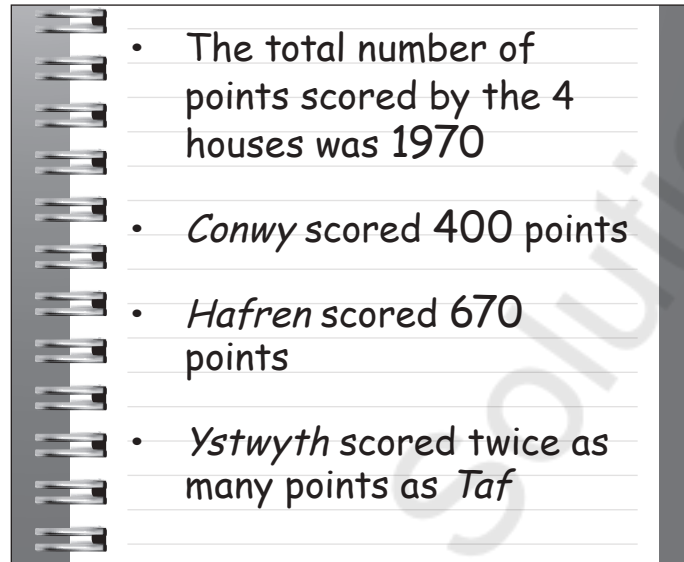 • The total number of
points scored by the 4
houses was 1970
• Conwy scored 400 points
• Hafren scored 670
points
• Ystwyth scored twice as
many points as Taf